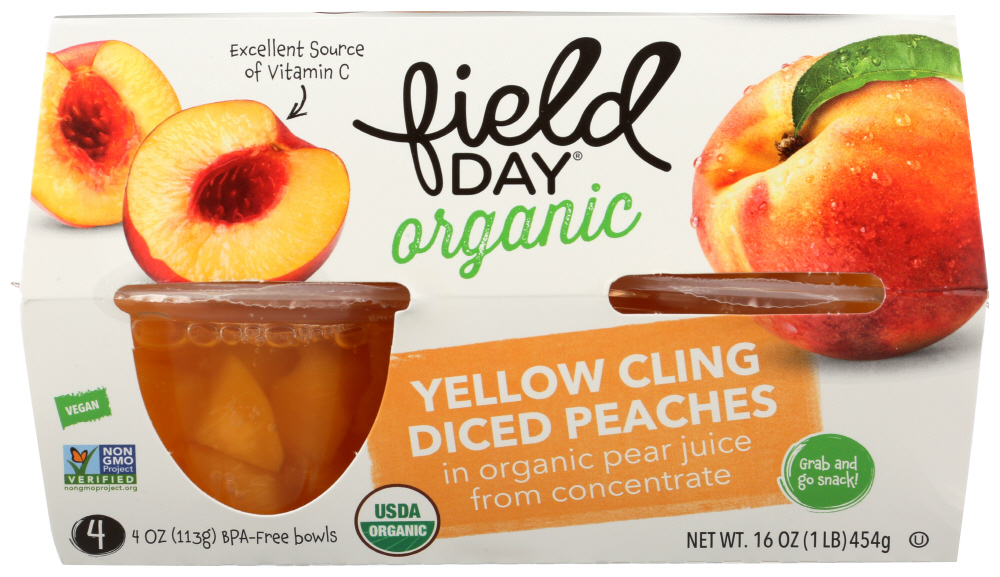 Excellent Source
of Vitamin C
field
DAY®
organic
YELLOW CLING
DICED PEACHES
in organic pear juice
from concentrate
VEGAN
NON
GMO
Project
VERIFIED
nongmoproject.org
Grab and
go snack!
4 4 OZ (113g) BPA-Free bowls
USDA
ORGANIC
NET WT. 16 OZ (1 LB) 454g U